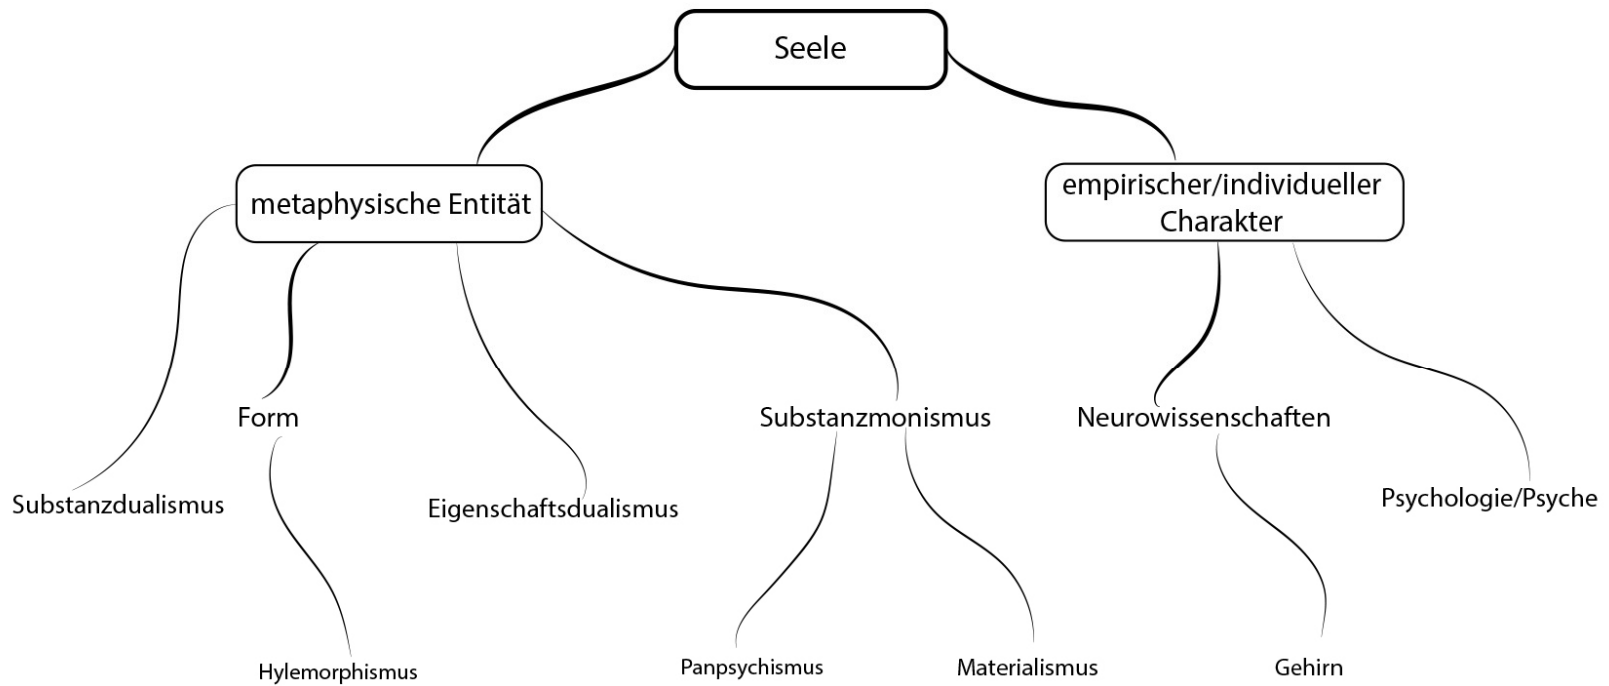 Seele
metaphysische Entität
empirischer/individueller
Charakter
Form
Substanzmonismus
Neurowissenschaften
Substanzdualismus
Eigenschaftsdualismus
Psychologie/Psyche
Hylemorphismus
Panpsychismus
Materialismus
Gehirn